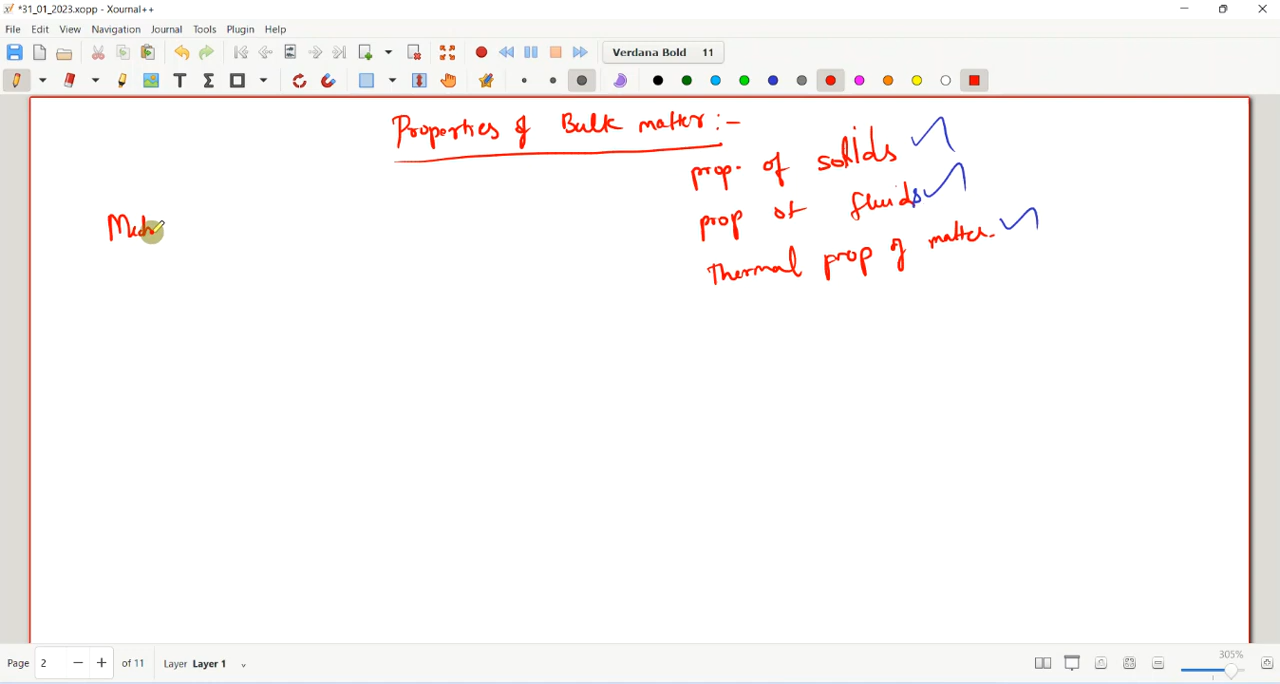 *31_01_2023.xopp - Xournal++
File Edit View Navigation Journal Tools Plugin Help
Verdana Bold 11
Properties of Bulk matter :-
prop. of solids
prop of fluids
Thermal prop of matter.
Page 2 of 11 Layer Layer 1
305%